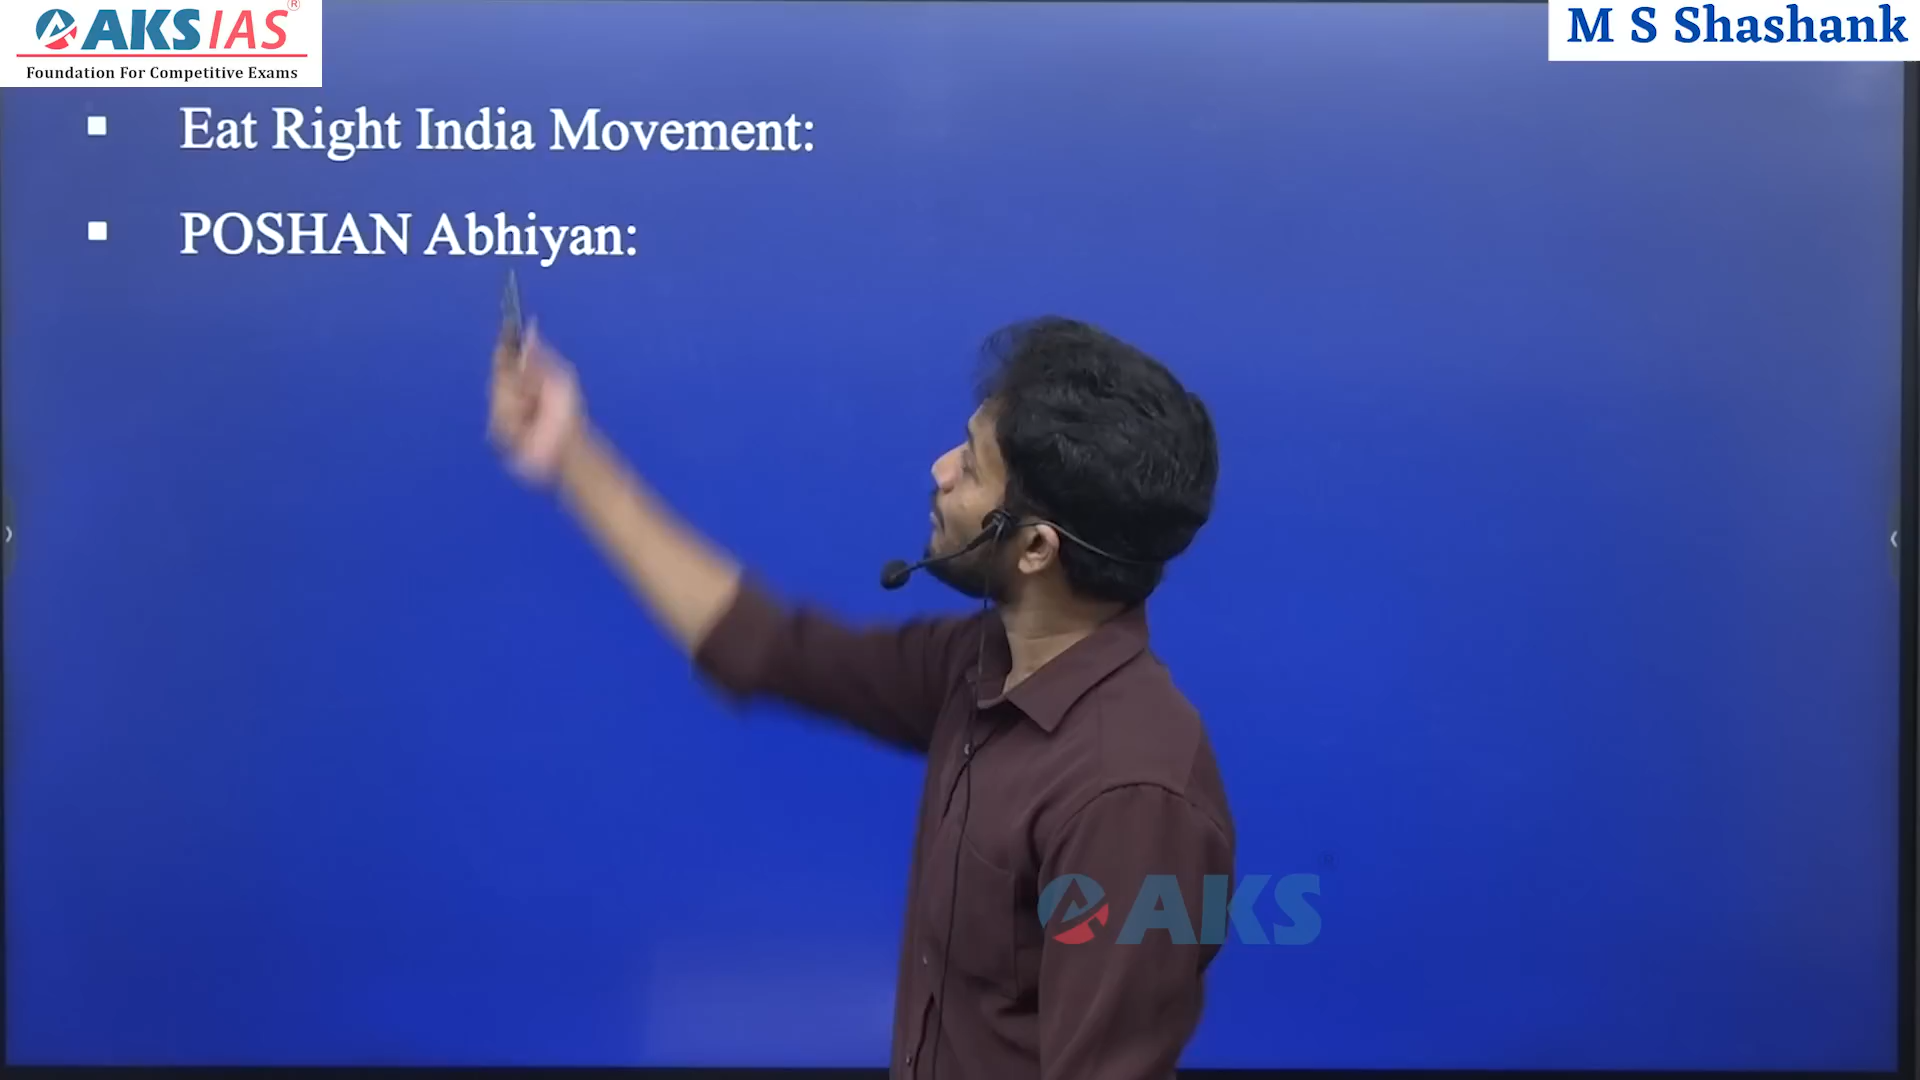 AKS IAS®
Foundation For Competitive Exams
M S Shashank
▪ Eat Right India Movement:
▪ POSHAN Abhiyan:
AKS®